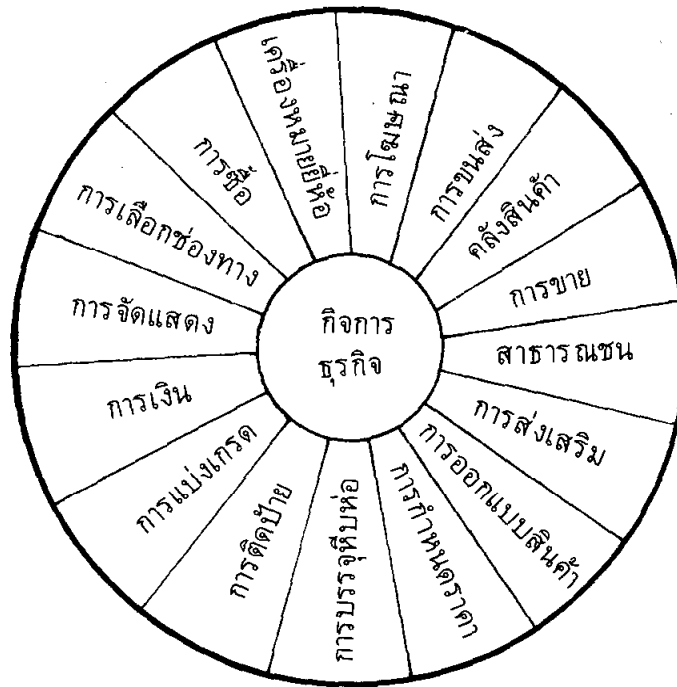 กิจการ
ธุรกิจ
เครื่องหมายยี่ห้อ
การโฆษณา
การขนส่ง
คลังสินค้า
การขาย
สาธารณชน
การส่งเสริม
การออกแบบสินค้า
การกำหนดราคา
การบรรจุหีบห่อ
การติดป้าย
การแบ่งเกรด
การเงิน
การจัดแสดง
การเลือกช่องทาง
การซื้อ